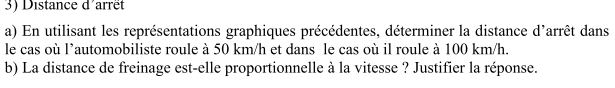 3) Distance d'arrêt
a) En utilisant les représentations graphiques précédentes, déterminer la distance d'arrêt dans
le cas où l'automobiliste roule à 50 km/h et dans le cas où il roule à 100 km/h.
b) La distance de freinage est-elle proportionnelle à la vitesse ? Justifier la réponse.